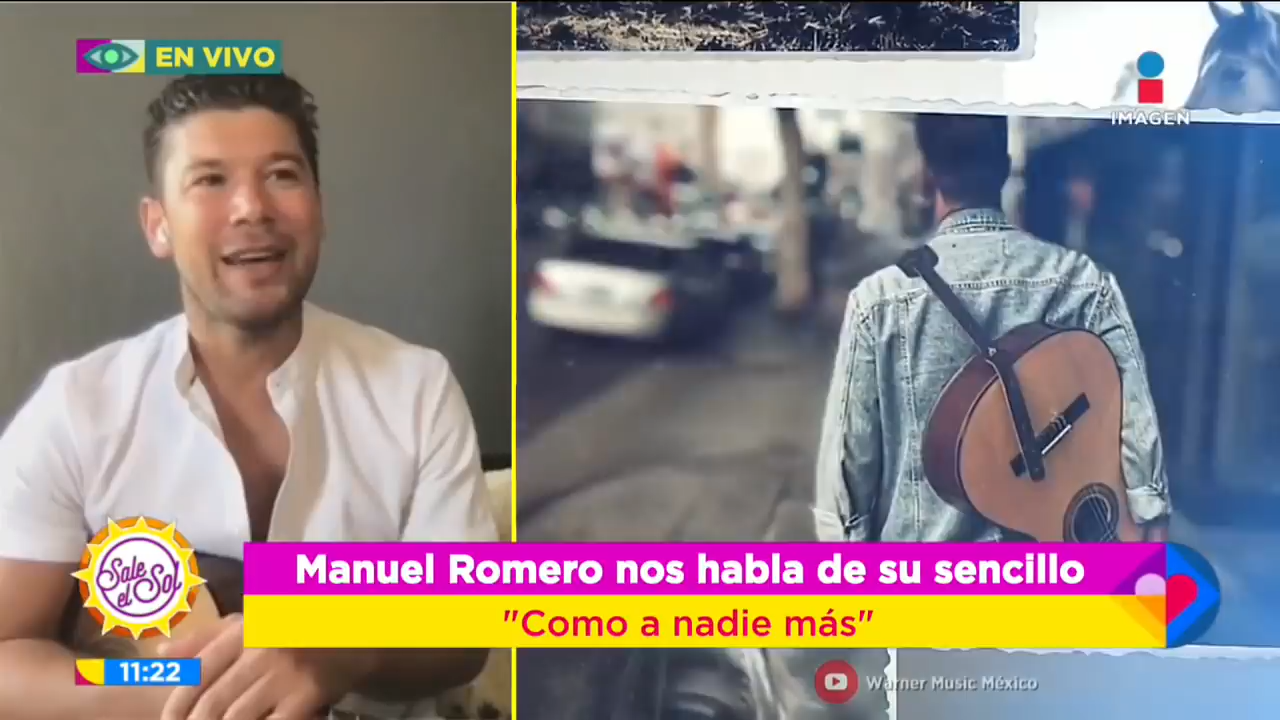 EN VIVO
IMAGEN
Manuel Romero nos habla de su sencillo
"Como a nadie más"
Sale
el Sol
11:22
Warner Music México